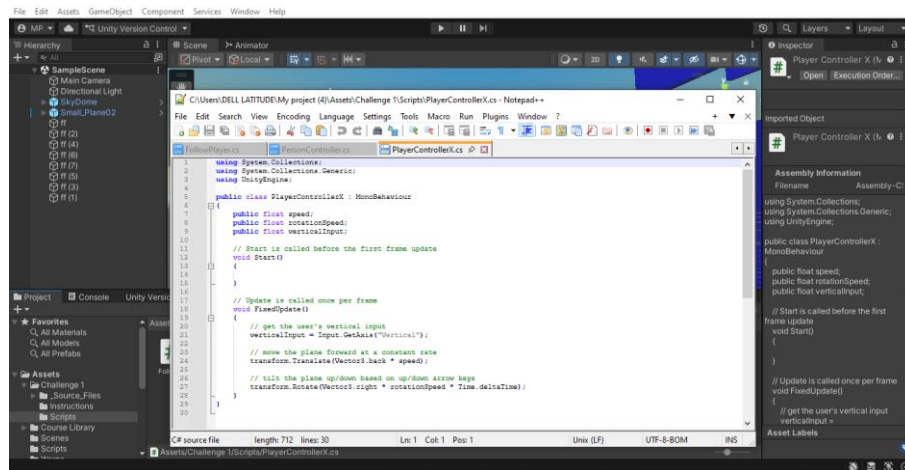 File Edit Assets GameObject Component Services Window Help
MP Unity Version Control Layers Layout
Hierarchy
All
SampleScene
Main Camera
Directional Light
SkyDome
Small_Plane02
ff
ff (2)
ff (4)
ff (6)
ff (7)
ff (5)
ff (3)
ff (1)
Scene Animator
Pivot Local 2D
C:\Users\DELL LATITUDE\My project (4)\Assets\Challenge 1\Scripts\PlayerControllerX.cs - Notepad++
File Edit Search View Encoding Language Settings Tools Macro Run Plugins Window ?
FollowPlayer.cs PersonController.cs PlayerControllerX.cs
1 using System.Collections;
2 using System.Collections.Generic;
3 using UnityEngine;
4
5 public class PlayerControllerX : MonoBehaviour
6 {
7 public float speed;
8 public float rotationSpeed;
9 public float verticalInput;
10
11 // Start is called before the first frame update
12 void Start()
13 {
14
15 }
16
17 // Update is called once per frame
18 void FixedUpdate()
19 {
20 // get the user's vertical input
21 verticalInput = Input.GetAxis("Vertical");
22
23 // move the plane forward at a constant rate
24 transform.Translate(Vector3.back * speed);
25
26 // tilt the plane up/down based on up/down arrow keys
27 transform.Rotate(Vector3.right * rotationSpeed * Time.deltaTime);
28 }
29 }
30
C# source file length: 712 lines: 30 Ln: 1 Col: 1 Pos: 1 Unix (LF) UTF-8-BOM INS
Project Console Unity Versio
Favorites
All Materials
All Models
All Prefabs
Assets
Challenge 1
_Source_Files
Instructions
Scripts
Course Library
Scenes
Scripts
Asset
Foll
Assets/Challenge 1/Scripts/PlayerControllerX.cs
Inspector
Player Controller X (M
Open Execution Order...
Imported Object
Player Controller X (M
Assembly Information
Filename Assembly-C
using System.Collections;
using System.Collections.Generic;
using UnityEngine;
public class PlayerControllerX :
MonoBehaviour
{
public float speed;
public float rotationSpeed;
public float verticalInput;
// Start is called before the first
frame update
void Start()
{
}
// Update is called once per frame
void FixedUpdate()
{
// get the user's vertical input
verticalInput =
Asset Labels